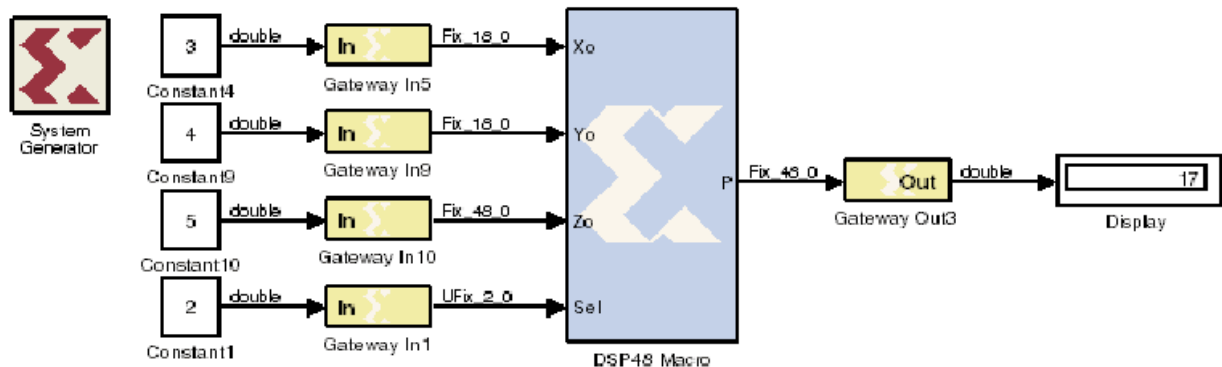 3
double
In
Fix_18_0
Xo
Constant4
Gateway In5
System
Generator
4
double
In
Fix_18_0
Yo
Constant9
Gateway In9
P
Fix_48_0
Out
double
17
5
double
In
Fix_48_0
Zo
Gateway Out3
Display
Constant10
Gateway In10
2
double
In
UFix_2_0
Sel
Constant1
Gateway In1
DSP48 Macro